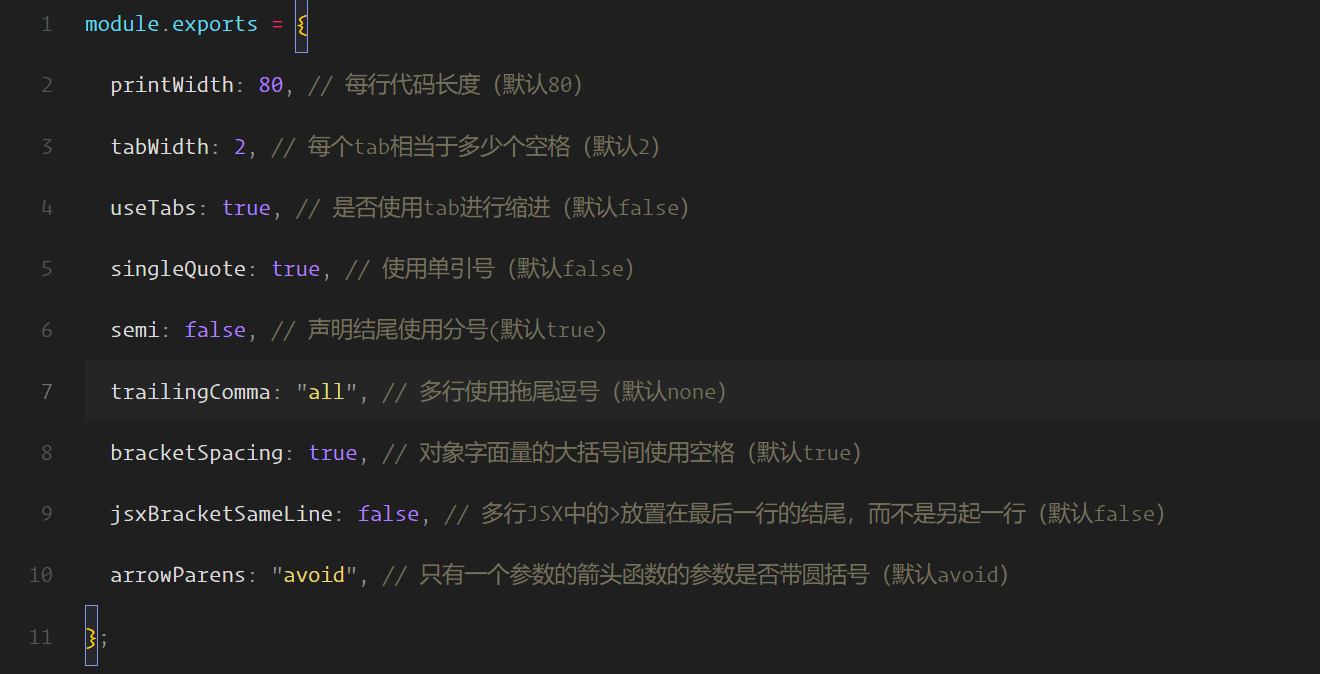 1 module.exports = {
2 printWidth: 80, // 每行代码长度（默认80）
3 tabWidth: 2, // 每个tab相当于多少个空格（默认2）
4 useTabs: true, // 是否使用tab进行缩进（默认false）
5 singleQuote: true, // 使用单引号（默认false）
6 semi: false, // 声明结尾使用分号(默认true)
7 trailingComma: "all", // 多行使用拖尾逗号（默认none）
8 bracketSpacing: true, // 对象字面量的大括号间使用空格（默认true）
9 jsxBracketSameLine: false, // 多行JSX中的>放置在最后一行的结尾，而不是另起一行（默认false）
10 arrowParens: "avoid", // 只有一个参数的箭头函数的参数是否带圆括号（默认avoid）
11 };